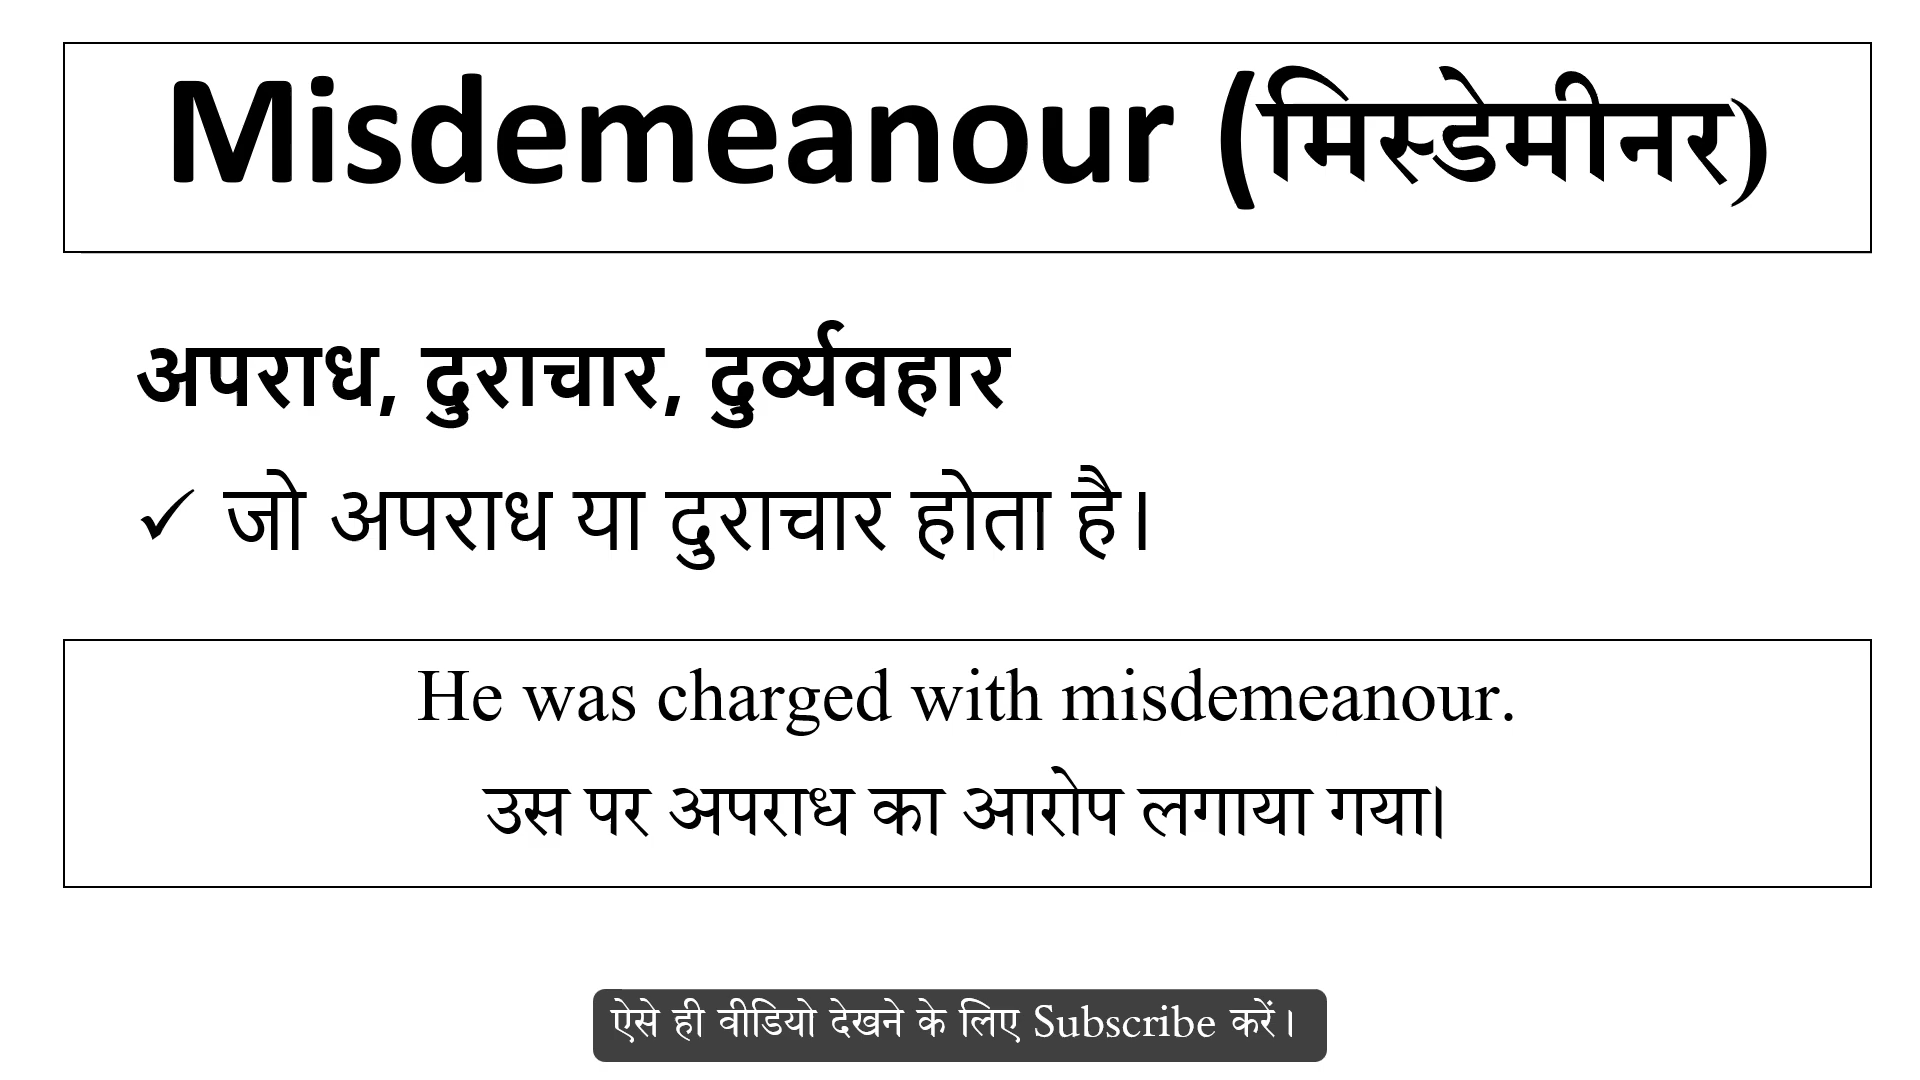 Misdemeanour (मिस्डेमीनर)
अपराध, दुराचार, दुर्व्यवहार
✓ जो अपराध या दुराचार होता है।
He was charged with misdemeanour.
उस पर अपराध का आरोप लगाया गया।
ऐसे ही वीडियो देखने के लिए Subscribe करें।